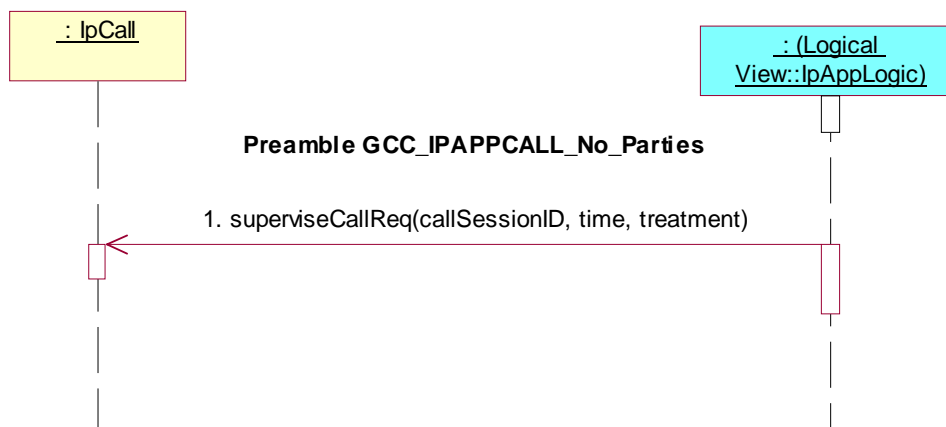 : IpCall
: (Logical
View::IpAppLogic)
Preamble GCC_IPAPPCALL_No_Parties
1. superviseCallReq(callSessionID, time, treatment)